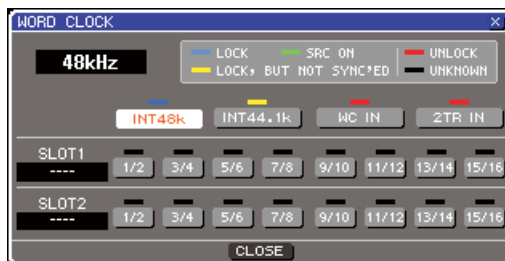 WORD CLOCK ×
48kHz
LOCK SRC ON UNLOCK
LOCK, BUT NOT SYNC'ED UNKNOWN
INT48k INT44.1k WC IN 2TR IN
SLOT1
---- 1/2 3/4 5/6 7/8 9/10 11/12 13/14 15/16
SLOT2
---- 1/2 3/4 5/6 7/8 9/10 11/12 13/14 15/16
CLOSE